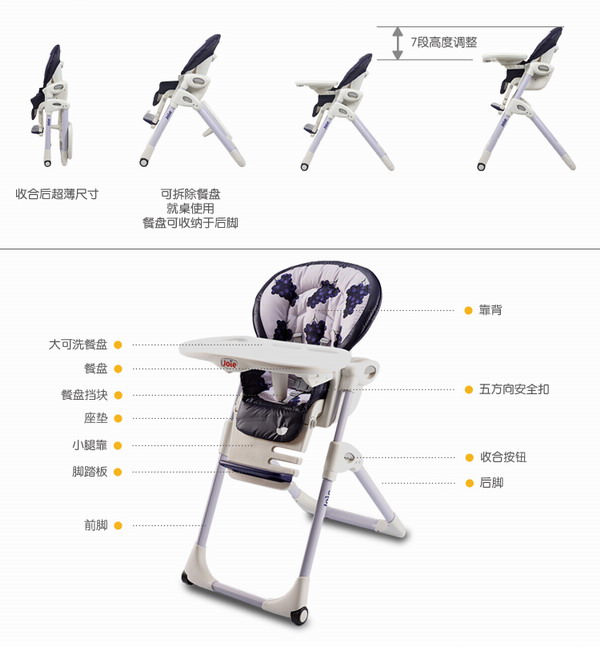 7段高度调整
收合后超薄尺寸
可拆除餐盘
就桌使用
餐盘可收纳于后脚
靠背
大可洗餐盘
Joie
餐盘
餐盘挡块
五方向安全扣
座垫
小腿靠
收合按钮
脚踏板
后脚
Joie
前脚